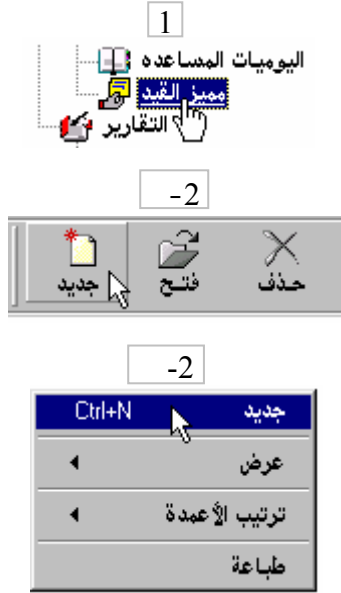 1
اليوميات المساعده
مميز القيد
التقارير
-2
جديد فتح حذف
-2
جديد Ctrl+N
عرض
ترتيب الأعمدة
طباعة